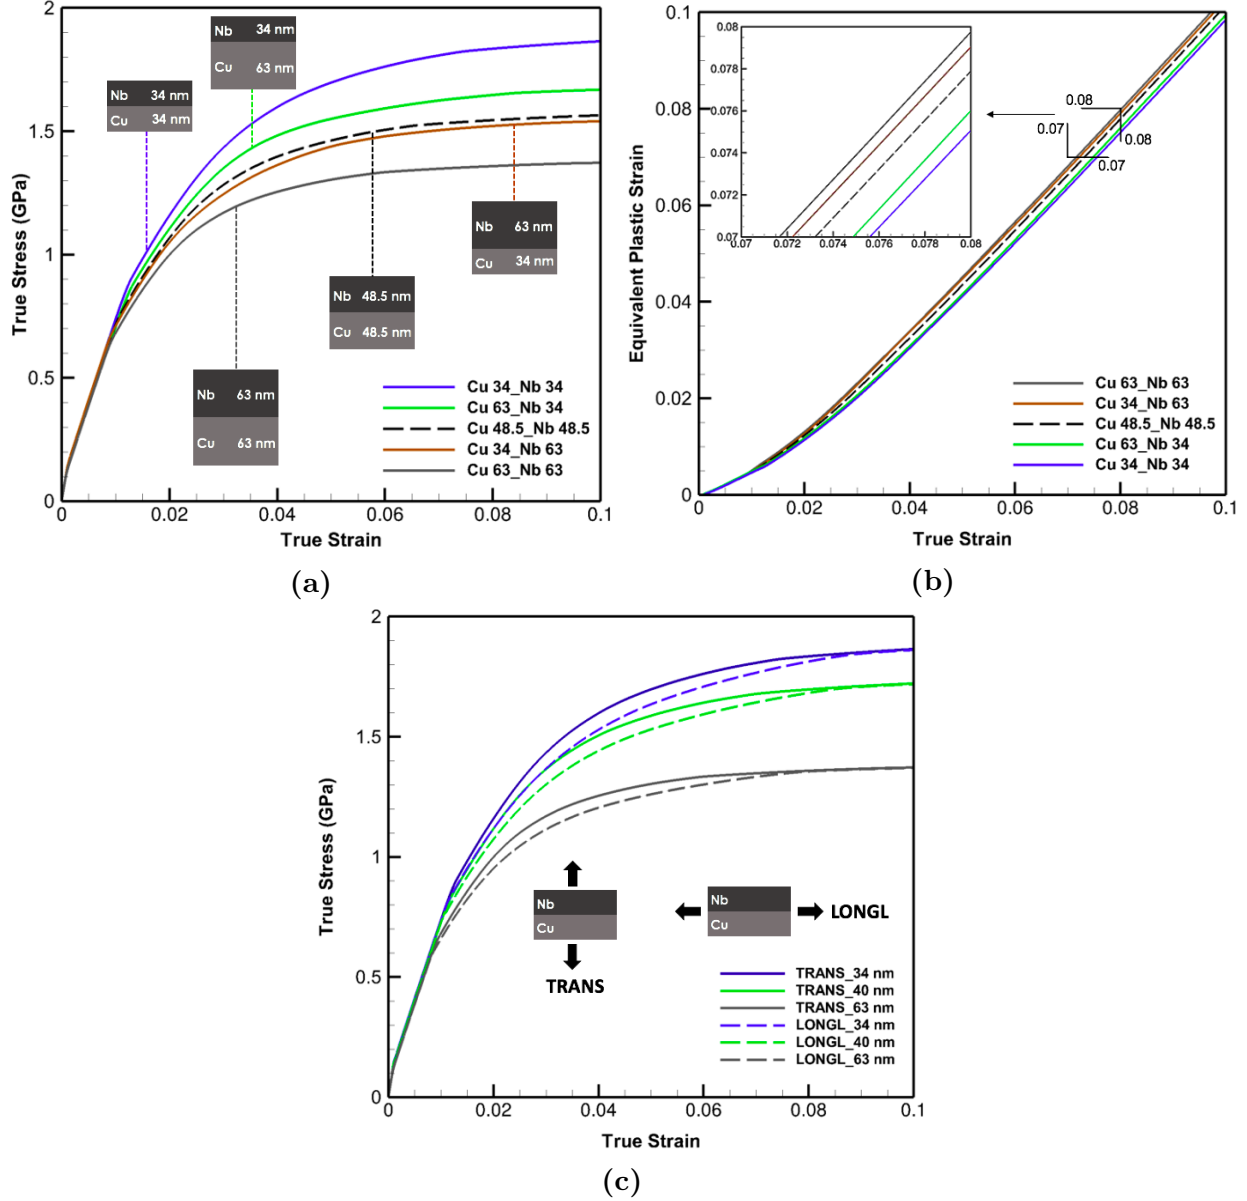 2
1.5
1
0.5
0
True Stress (GPa)
Nb 34 nm
Cu 63 nm
Nb 34 nm
Cu 34 nm
Nb 63 nm
Cu 34 nm
Nb 48.5 nm
Cu 48.5 nm
Nb 63 nm
Cu 63 nm
Cu 34_Nb 34
Cu 63_Nb 34
Cu 48.5_Nb 48.5
Cu 34_Nb 63
Cu 63_Nb 63
0 0.02 0.04 0.06 0.08 0.1
True Strain
(a)
0.1
0.08
0.06
0.04
0.02
0
Equivalent Plastic Strain
0.08
0.078
0.076
0.074
0.072
0.07
0.07 0.072 0.074 0.076 0.078 0.08
0.08
0.07
0.08
0.07
Cu 63_Nb 63
Cu 34_Nb 63
Cu 48.5_Nb 48.5
Cu 63_Nb 34
Cu 34_Nb 34
0 0.02 0.04 0.06 0.08 0.1
True Strain
(b)
2
1.5
1
0.5
0
True Stress (GPa)
Nb
Cu
TRANS
Nb
Cu
LONGL
TRANS_34 nm
TRANS_40 nm
TRANS_63 nm
LONGL_34 nm
LONGL_40 nm
LONGL_63 nm
0 0.02 0.04 0.06 0.08 0.1
True Strain
(c)